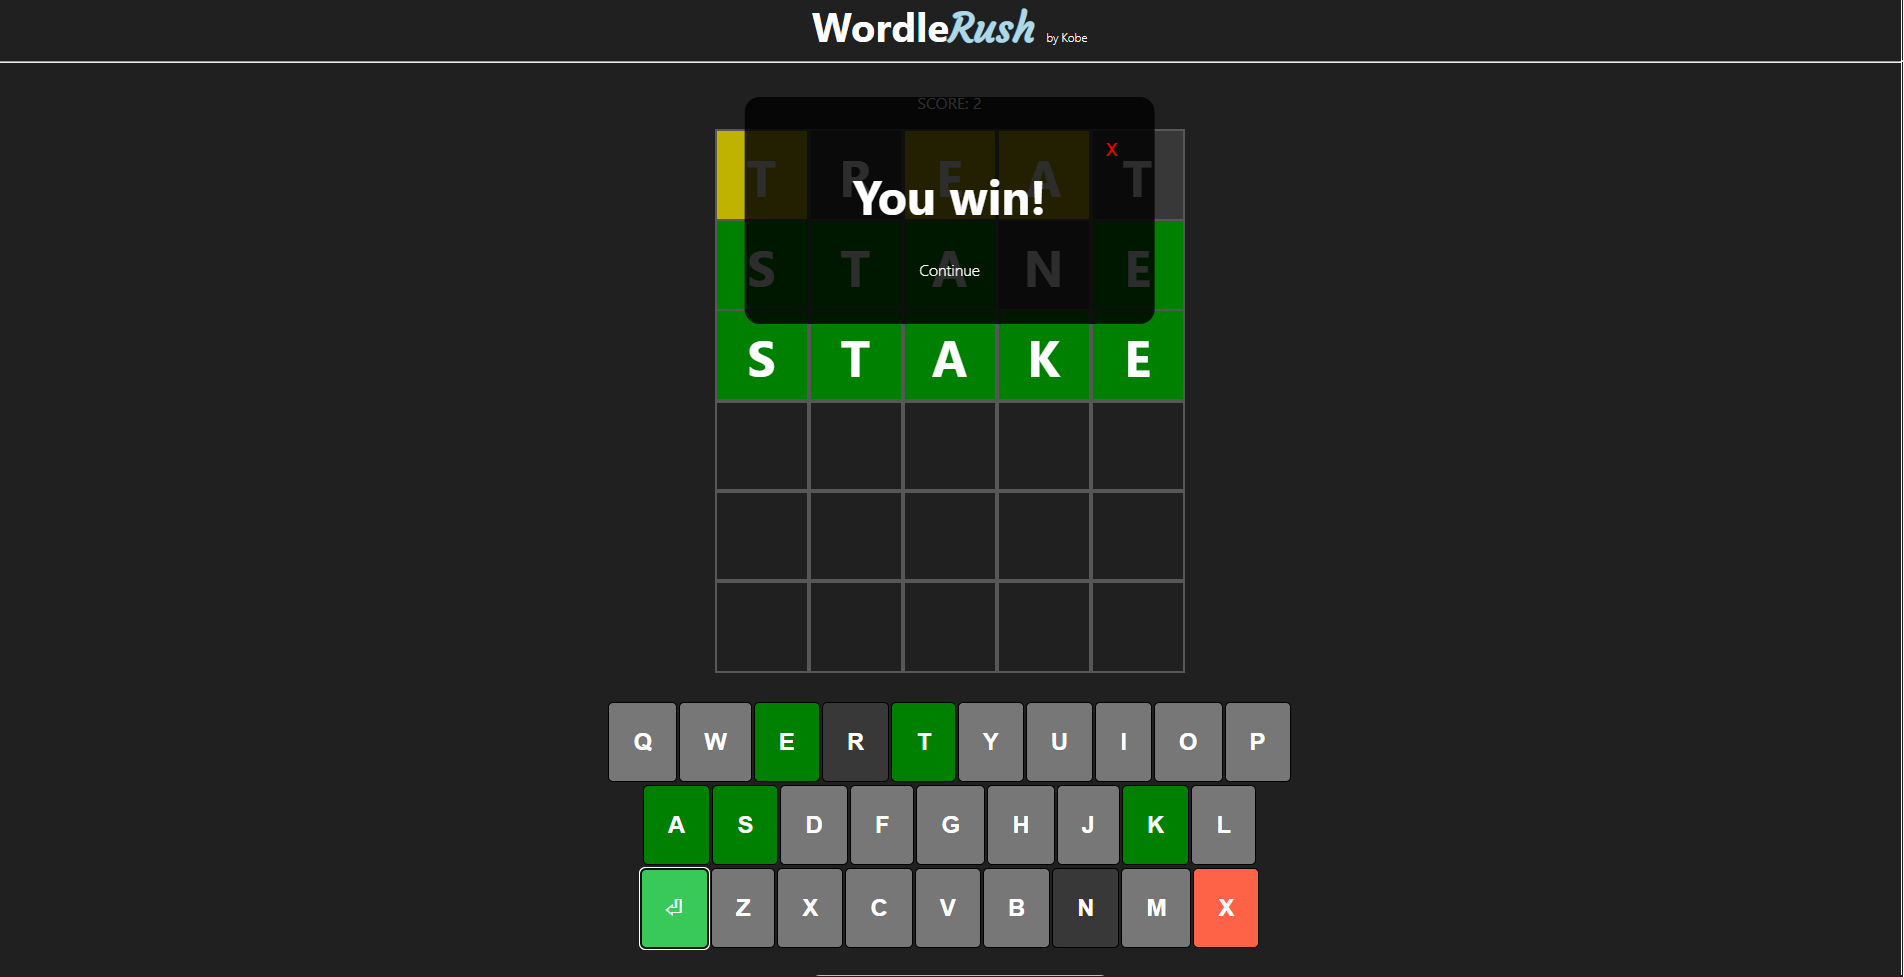 WordleRush by Kobe
SCORE: 2
X
T R E A T
You win!
S T A N E
Continue
S T A K E
Q W E R T Y U I O P
A S D F G H J K L
⏎ Z X C V B N M X